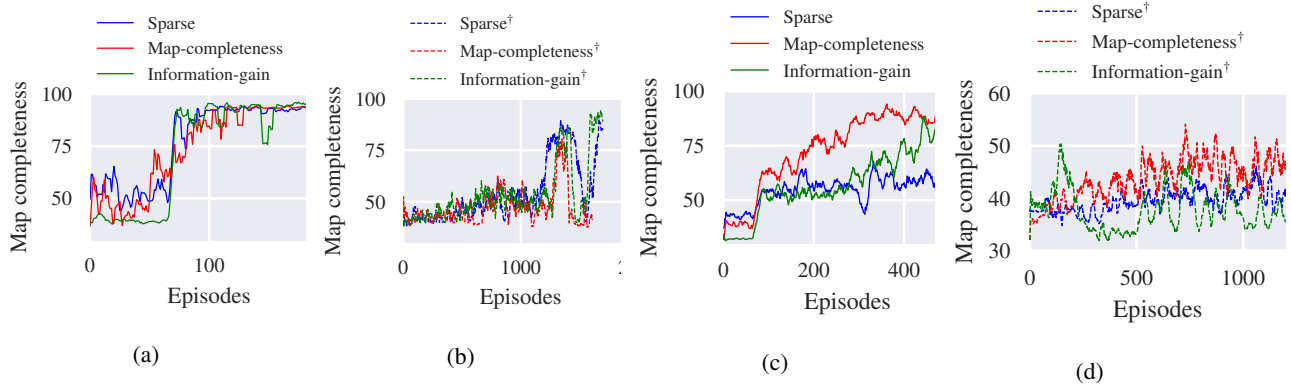 Sparse
Map-completeness
Information-gain
Map completeness
100
75
50
0
100
Episodes
(a)
Sparse†
Map-completeness†
Information-gain†
Map completeness
100
75
50
0
1000
Episodes
(b)
Sparse
Map-completeness
Information-gain
Map completeness
100
75
50
0
200
400
Episodes
(c)
Sparse†
Map-completeness†
Information-gain†
Map completeness
60
50
40
30
0
500
1000
Episodes
(d)